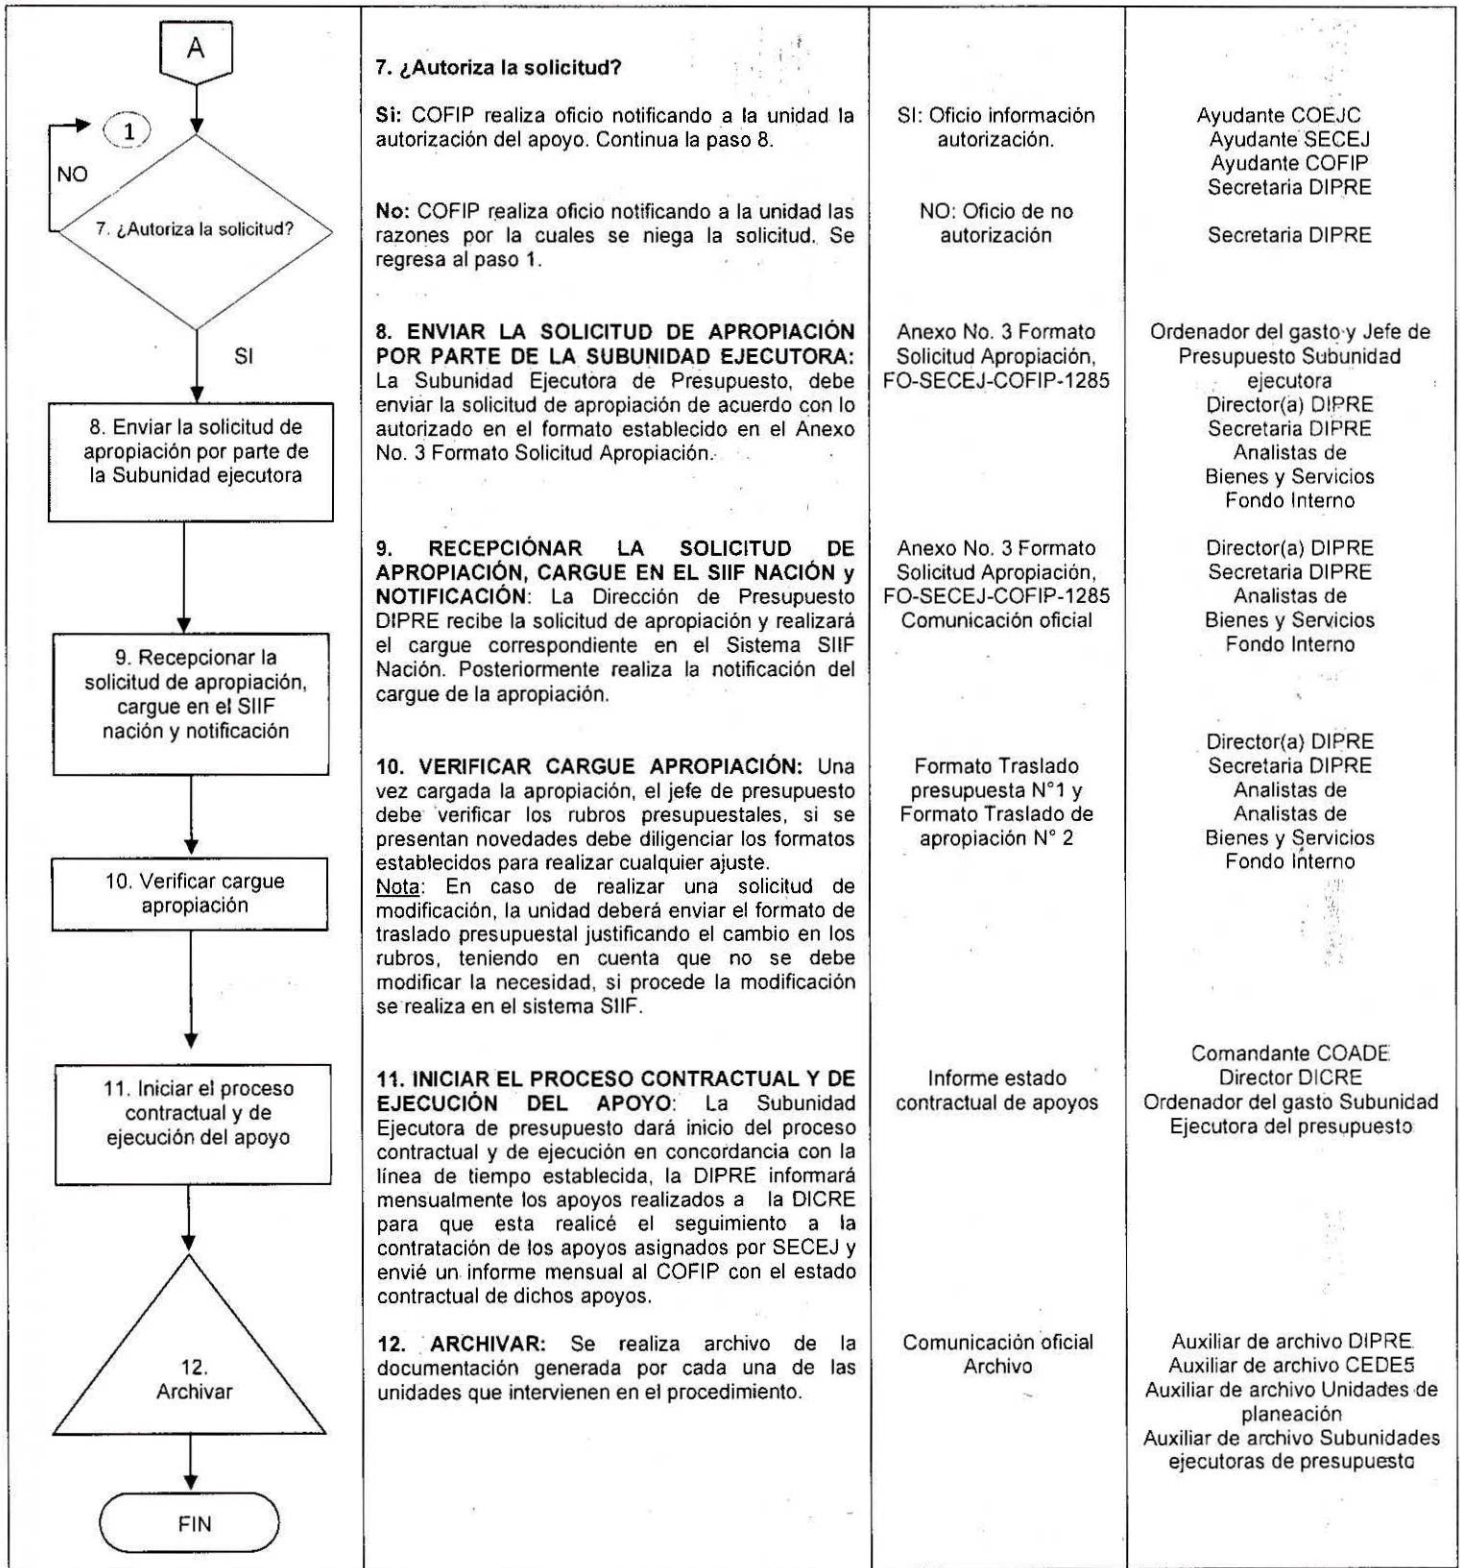 A
1
NO
7. ¿Autoriza la solicitud?
SI
8. Enviar la solicitud de
apropiación por parte de
la Subunidad ejecutora
9. Recepcionar la
solicitud de apropiación,
cargue en el SIIF
nación y notificación
10. Verificar cargue
apropiación
11. Iniciar el proceso
contractual y de
ejecución del apoyo
12.
Archivar
FIN
7. ¿Autoriza la solicitud?
Si: COFIP realiza oficio notificando a la unidad la
autorización del apoyo. Continua la paso 8.
SI: Oficio información
autorización.
Ayudante COEJC
Ayudante SECEJ
Ayudante COFIP
Secretaria DIPRE
No: COFIP realiza oficio notificando a la unidad las
razones por la cuales se niega la solicitud. Se
regresa al paso 1.
NO: Oficio de no
autorización
Secretaria DIPRE
8. ENVIAR LA SOLICITUD DE APROPIACIÓN
POR PARTE DE LA SUBUNIDAD EJECUTORA:
La Subunidad Ejecutora de Presupuesto, debe
enviar la solicitud de apropiación de acuerdo con lo
autorizado en el formato establecido en el Anexo
No. 3 Formato Solicitud Apropiación.
Anexo No. 3 Formato
Solicitud Apropiación,
FO-SECEJ-COFIP-1285
Ordenador del gasto y Jefe de
Presupuesto Subunidad
ejecutora
Director(a) DIPRE
Secretaria DIPRE
Analistas de
Bienes y Servicios
Fondo Interno
9. RECEPCIÓNAR LA SOLICITUD DE
APROPIACIÓN, CARGUE EN EL SIIF NACIÓN y
NOTIFICACIÓN: La Dirección de Presupuesto
DIPRE recibe la solicitud de apropiación y realizará
el cargue correspondiente en el Sistema SIIF
Nación. Posteriormente realiza la notificación del
cargue de la apropiación.
Anexo No. 3 Formato
Solicitud Apropiación,
FO-SECEJ-COFIP-1285
Comunicación oficial
Director(a) DIPRE
Secretaria DIPRE
Analistas de
Bienes y Servicios
Fondo Interno
10. VERIFICAR CARGUE APROPIACIÓN: Una
vez cargada la apropiación, el jefe de presupuesto
debe verificar los rubros presupuestales, si se
presentan novedades debe diligenciar los formatos
establecidos para realizar cualquier ajuste.
Nota: En caso de realizar una solicitud de
modificación, la unidad deberá enviar el formato de
traslado presupuestal justificando el cambio en los
rubros, teniendo en cuenta que no se debe
modificar la necesidad, si procede la modificación
se realiza en el sistema SIIF.
Formato Traslado
presupuesta N°1 y
Formato Traslado de
apropiación N° 2
Director(a) DIPRE
Secretaria DIPRE
Analistas de
Analistas de
Bienes y Servicios
Fondo Interno
11. INICIAR EL PROCESO CONTRACTUAL Y DE
EJECUCIÓN DEL APOYO: La Subunidad
Ejecutora de presupuesto dará inicio del proceso
contractual y de ejecución en concordancia con la
línea de tiempo establecida, la DIPRE informará
mensualmente los apoyos realizados a la DICRE
para que esta realicé el seguimiento a la
contratación de los apoyos asignados por SECEJ y
envié un informe mensual al COFIP con el estado
contractual de dichos apoyos.
Informe estado
contractual de apoyos
Comandante COADE
Director DICRE
Ordenador del gasto Subunidad
Ejecutora del presupuesto
12. ARCHIVAR: Se realiza archivo de la
documentación generada por cada una de las
unidades que intervienen en el procedimiento.
Comunicación oficial
Archivo
Auxiliar de archivo DIPRE
Auxiliar de archivo CEDE5
Auxiliar de archivo Unidades de
planeación
Auxiliar de archivo Subunidades
ejecutoras de presupuesto